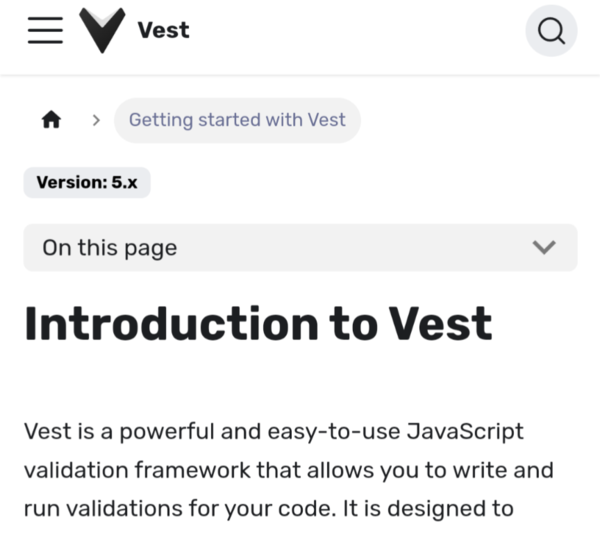 Vest
Getting started with Vest
Version: 5.x
On this page
Introduction to Vest
Vest is a powerful and easy-to-use JavaScript
validation framework that allows you to write and
run validations for your code. It is designed to